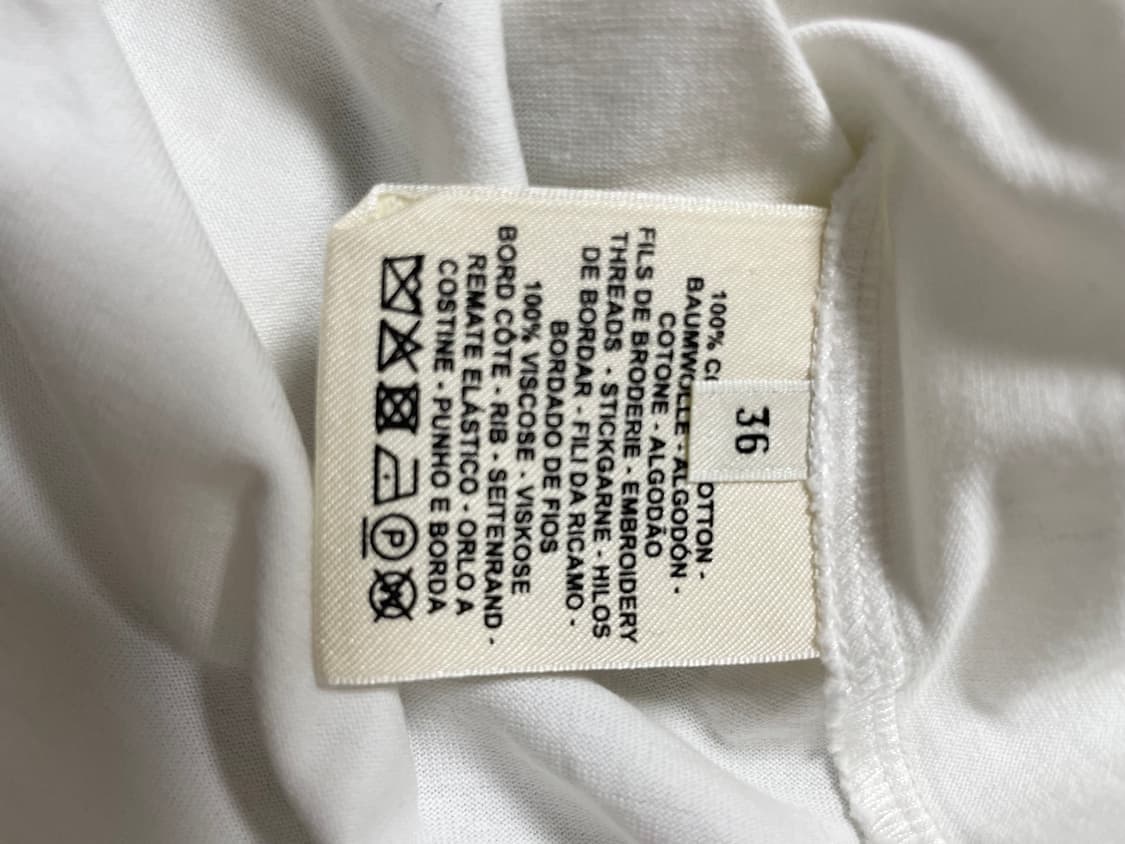 36
100% C OTTON -
BAUMWOLLE - ALGODÓN -
COTONE - ALGODÃO
FILS DE BRODERIE - EMBROIDERY
THREADS - STICKGARNE - HILOS
DE BORDAR - FILI DA RICAMO -
BORDADO DE FIOS
100% VISCOSE - VISKOSE
BORD CÔTE - RIB - SEITENRAND -
REMATE ELÁSTICO - ORLO A
COSTINE - PUNHO E BORDA
P W